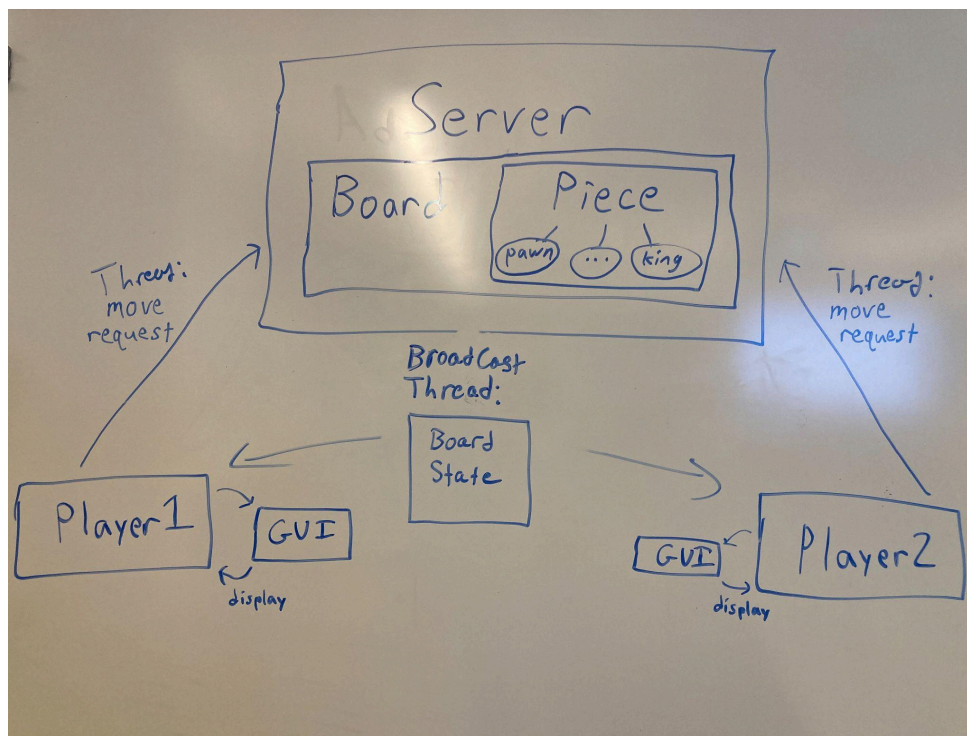 Server
Board
Piece
pawn
...
king
Thread:
move
request
Thread:
move
request
BroadCast
Thread:
Board
State
Player1
GUI
display
GUI
Player2
display